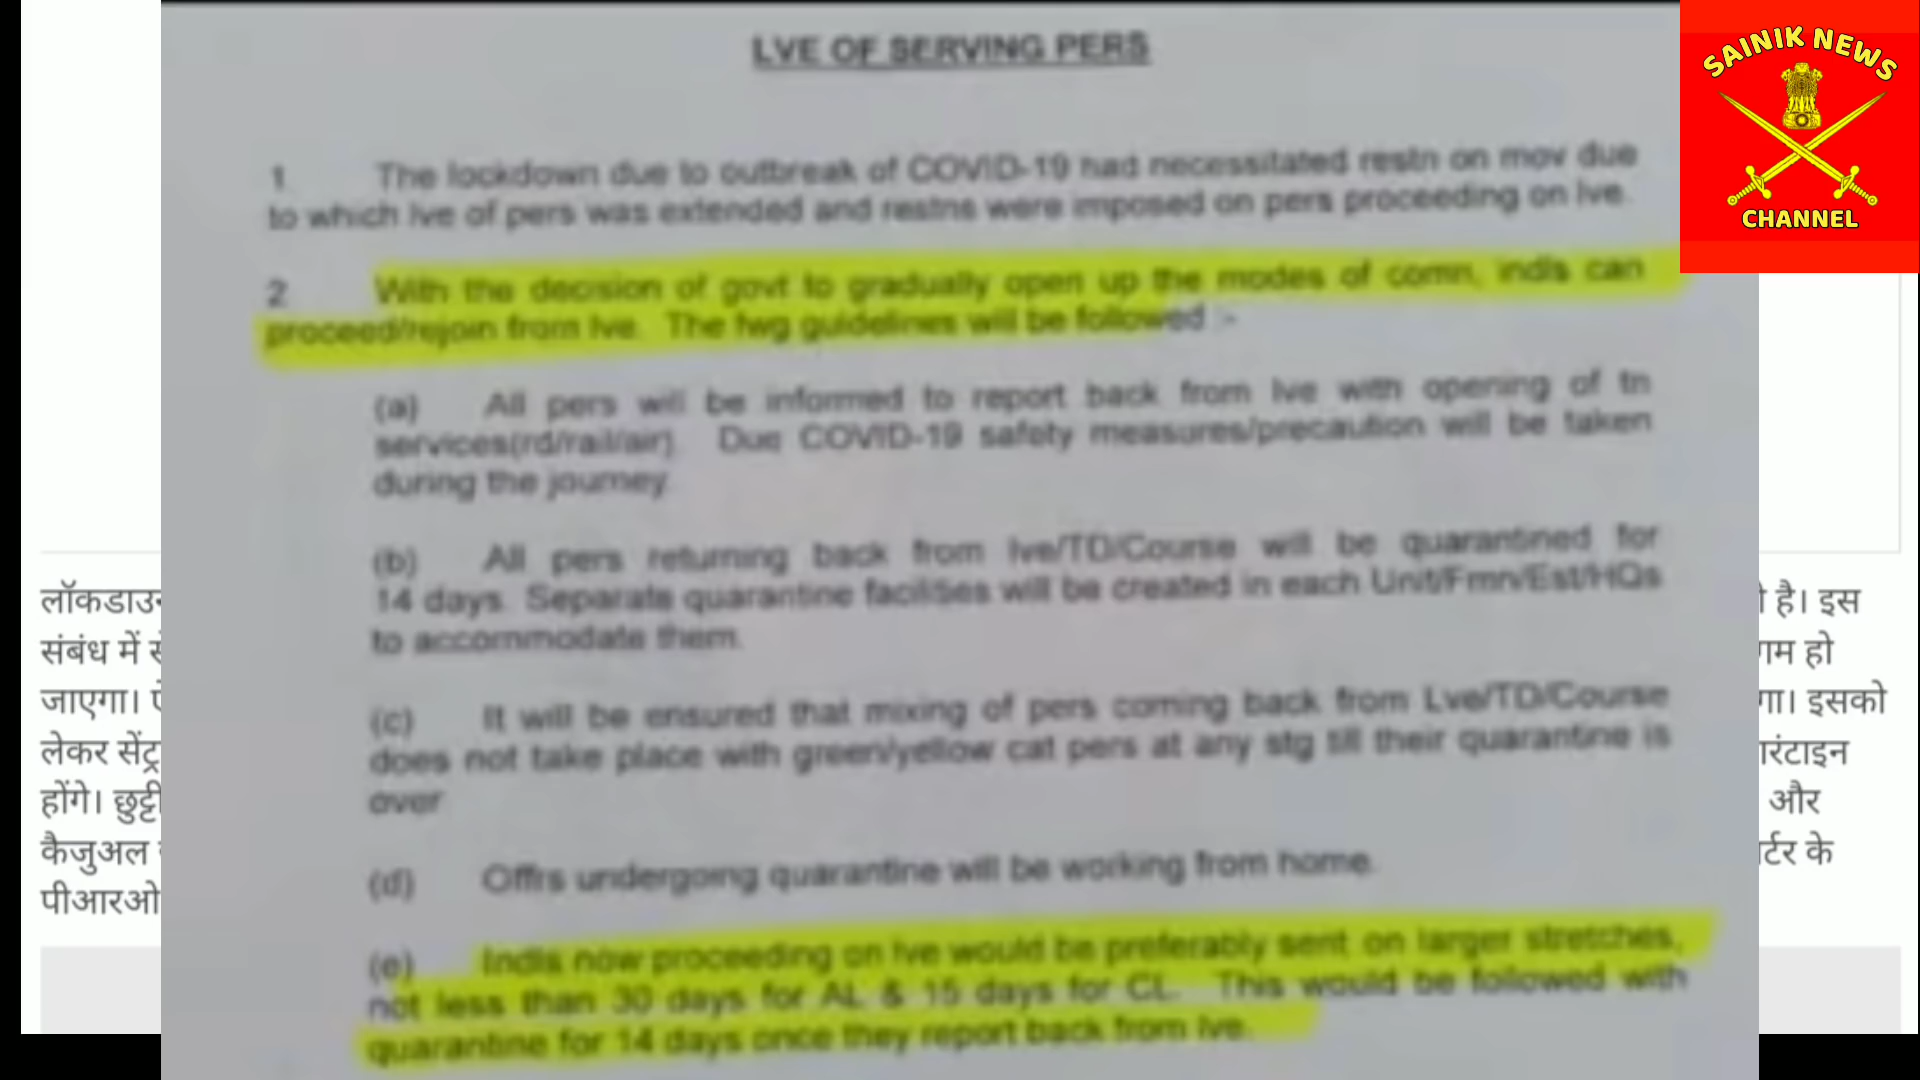 LVE OF SERVING PERS
SAINIK NEWS
CHANNEL
1 The lockdown due to outbreak of COVID-19 had necessitated restn on mov due
to which lve of pers was extended and restns were imposed on pers proceeding on lve.
2 With the decision of govt to gradually open up the modes of comn, indls can
proceed/rejoin from lve. The fwg guidelines will be followed :-
(a) All pers will be informed to report back from lve with opening of tn
services(rd/rail/air). Due COVID-19 safety measures/precaution will be taken
during the journey.
(b) All pers returning back from lve/TD/Course will be quarantined for
14 days. Separate quarantine facilities will be created in each Unit/Fmn/Est/HQs
to accommodate them.
(c) It will be ensured that mixing of pers coming back from Lve/TD/Course
does not take place with green/yellow cat pers at any stg till their quarantine is
over
(d) Offrs undergoing quarantine will be working from home.
(e) Indls now proceeding on lve would be preferably sent on larger stretches,
not less than 30 days for AL & 15 days for CL. This would be followed with
quarantine for 14 days once they report back from lve.
है। इस
संबंध में
हो
जाएगा।
इसको
लेकर
होंगे।
और
कैजुअल
के
पीआरओ